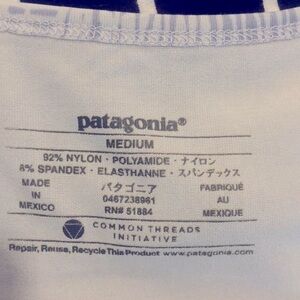 patagonia®
MEDIUM
92% NYLON · POLYAMIDE · ナイロン
8% SPANDEX · ELASTHANNE · スパンデックス
MADE IN MEXICO
パタゴニア
0467238961
RN# 51884
FABRIQUÉ AU MEXIQUE
COMMON THREADS
INITIATIVE
Repair, Reuse, Recycle This Product www.patagonia.com